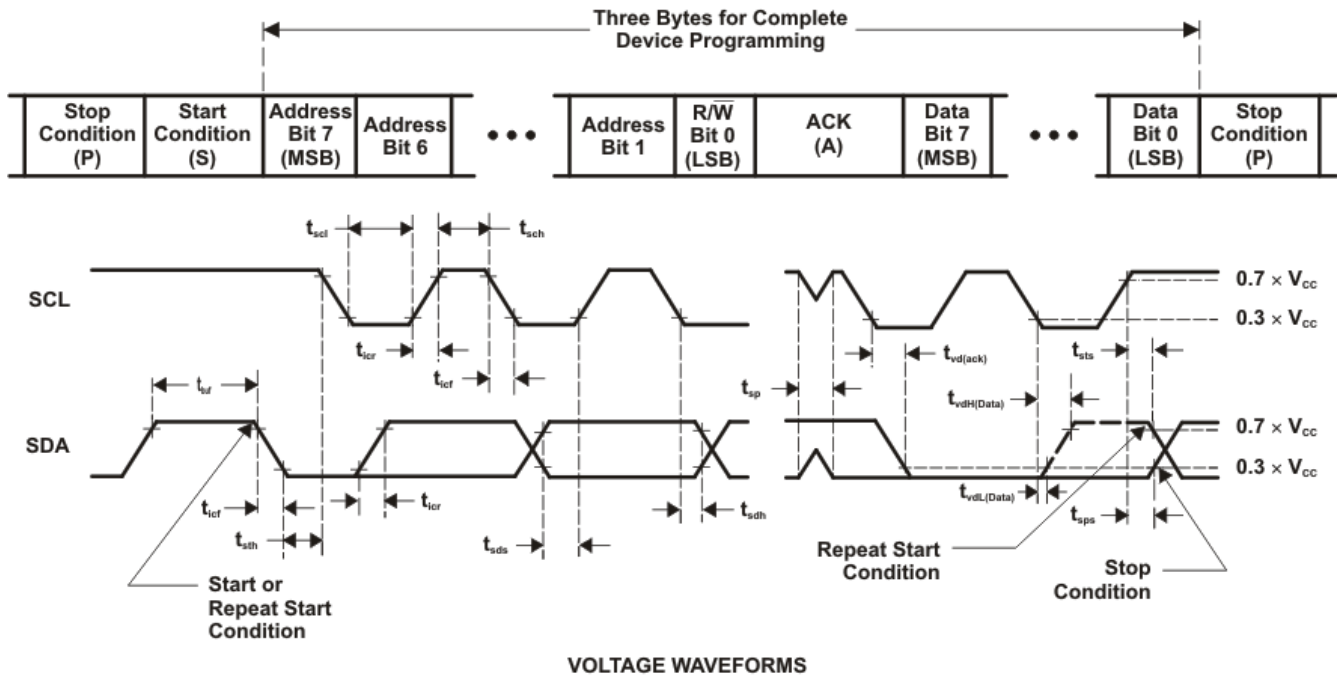 Three Bytes for Complete
Device Programming
Stop
Condition
(P)
Start
Condition
(S)
Address
Bit 7
(MSB)
Address
Bit 6
• • •
Address
Bit 1
R/W̅
Bit 0
(LSB)
ACK
(A)
Data
Bit 7
(MSB)
• • •
Data
Bit 0
(LSB)
Stop
Condition
(P)
tscl
tsch
SCL
0.7 × VCC
0.3 × VCC
ticr
ticf
tvd(ack)
tsts
tsp
tvdH(Data)
tbuf
SDA
0.7 × VCC
0.3 × VCC
ticf
tsth
ticr
tsds
tsdh
tvdL(Data)
tsps
Start or
Repeat Start
Condition
Repeat Start
Condition
Stop
Condition
VOLTAGE WAVEFORMS